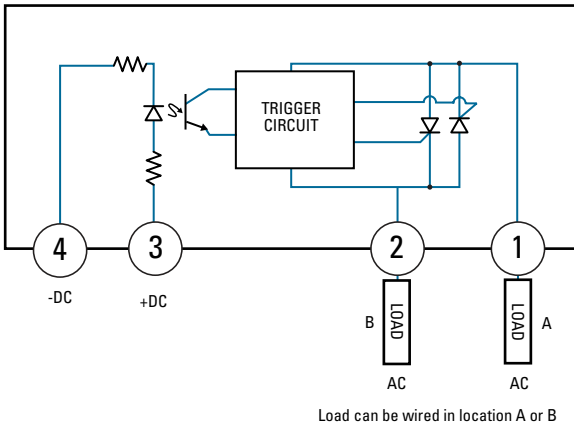 TRIGGER
CIRCUIT
4
3
2
1
-DC
+DC
B
LOAD
LOAD
A
AC
AC
Load can be wired in location A or B